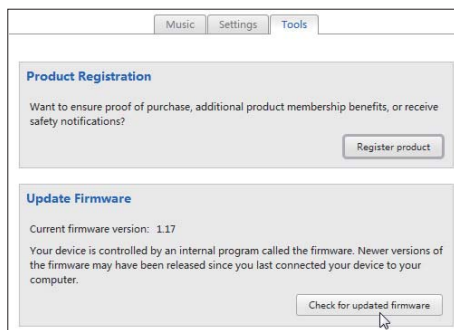 Music Settings Tools
Product Registration
Want to ensure proof of purchase, additional product membership benefits, or receive
safety notifications?
Register product
Update Firmware
Current firmware version: 1.17
Your device is controlled by an internal program called the firmware. Newer versions of
the firmware may have been released since you last connected your device to your
computer.
Check for updated firmware